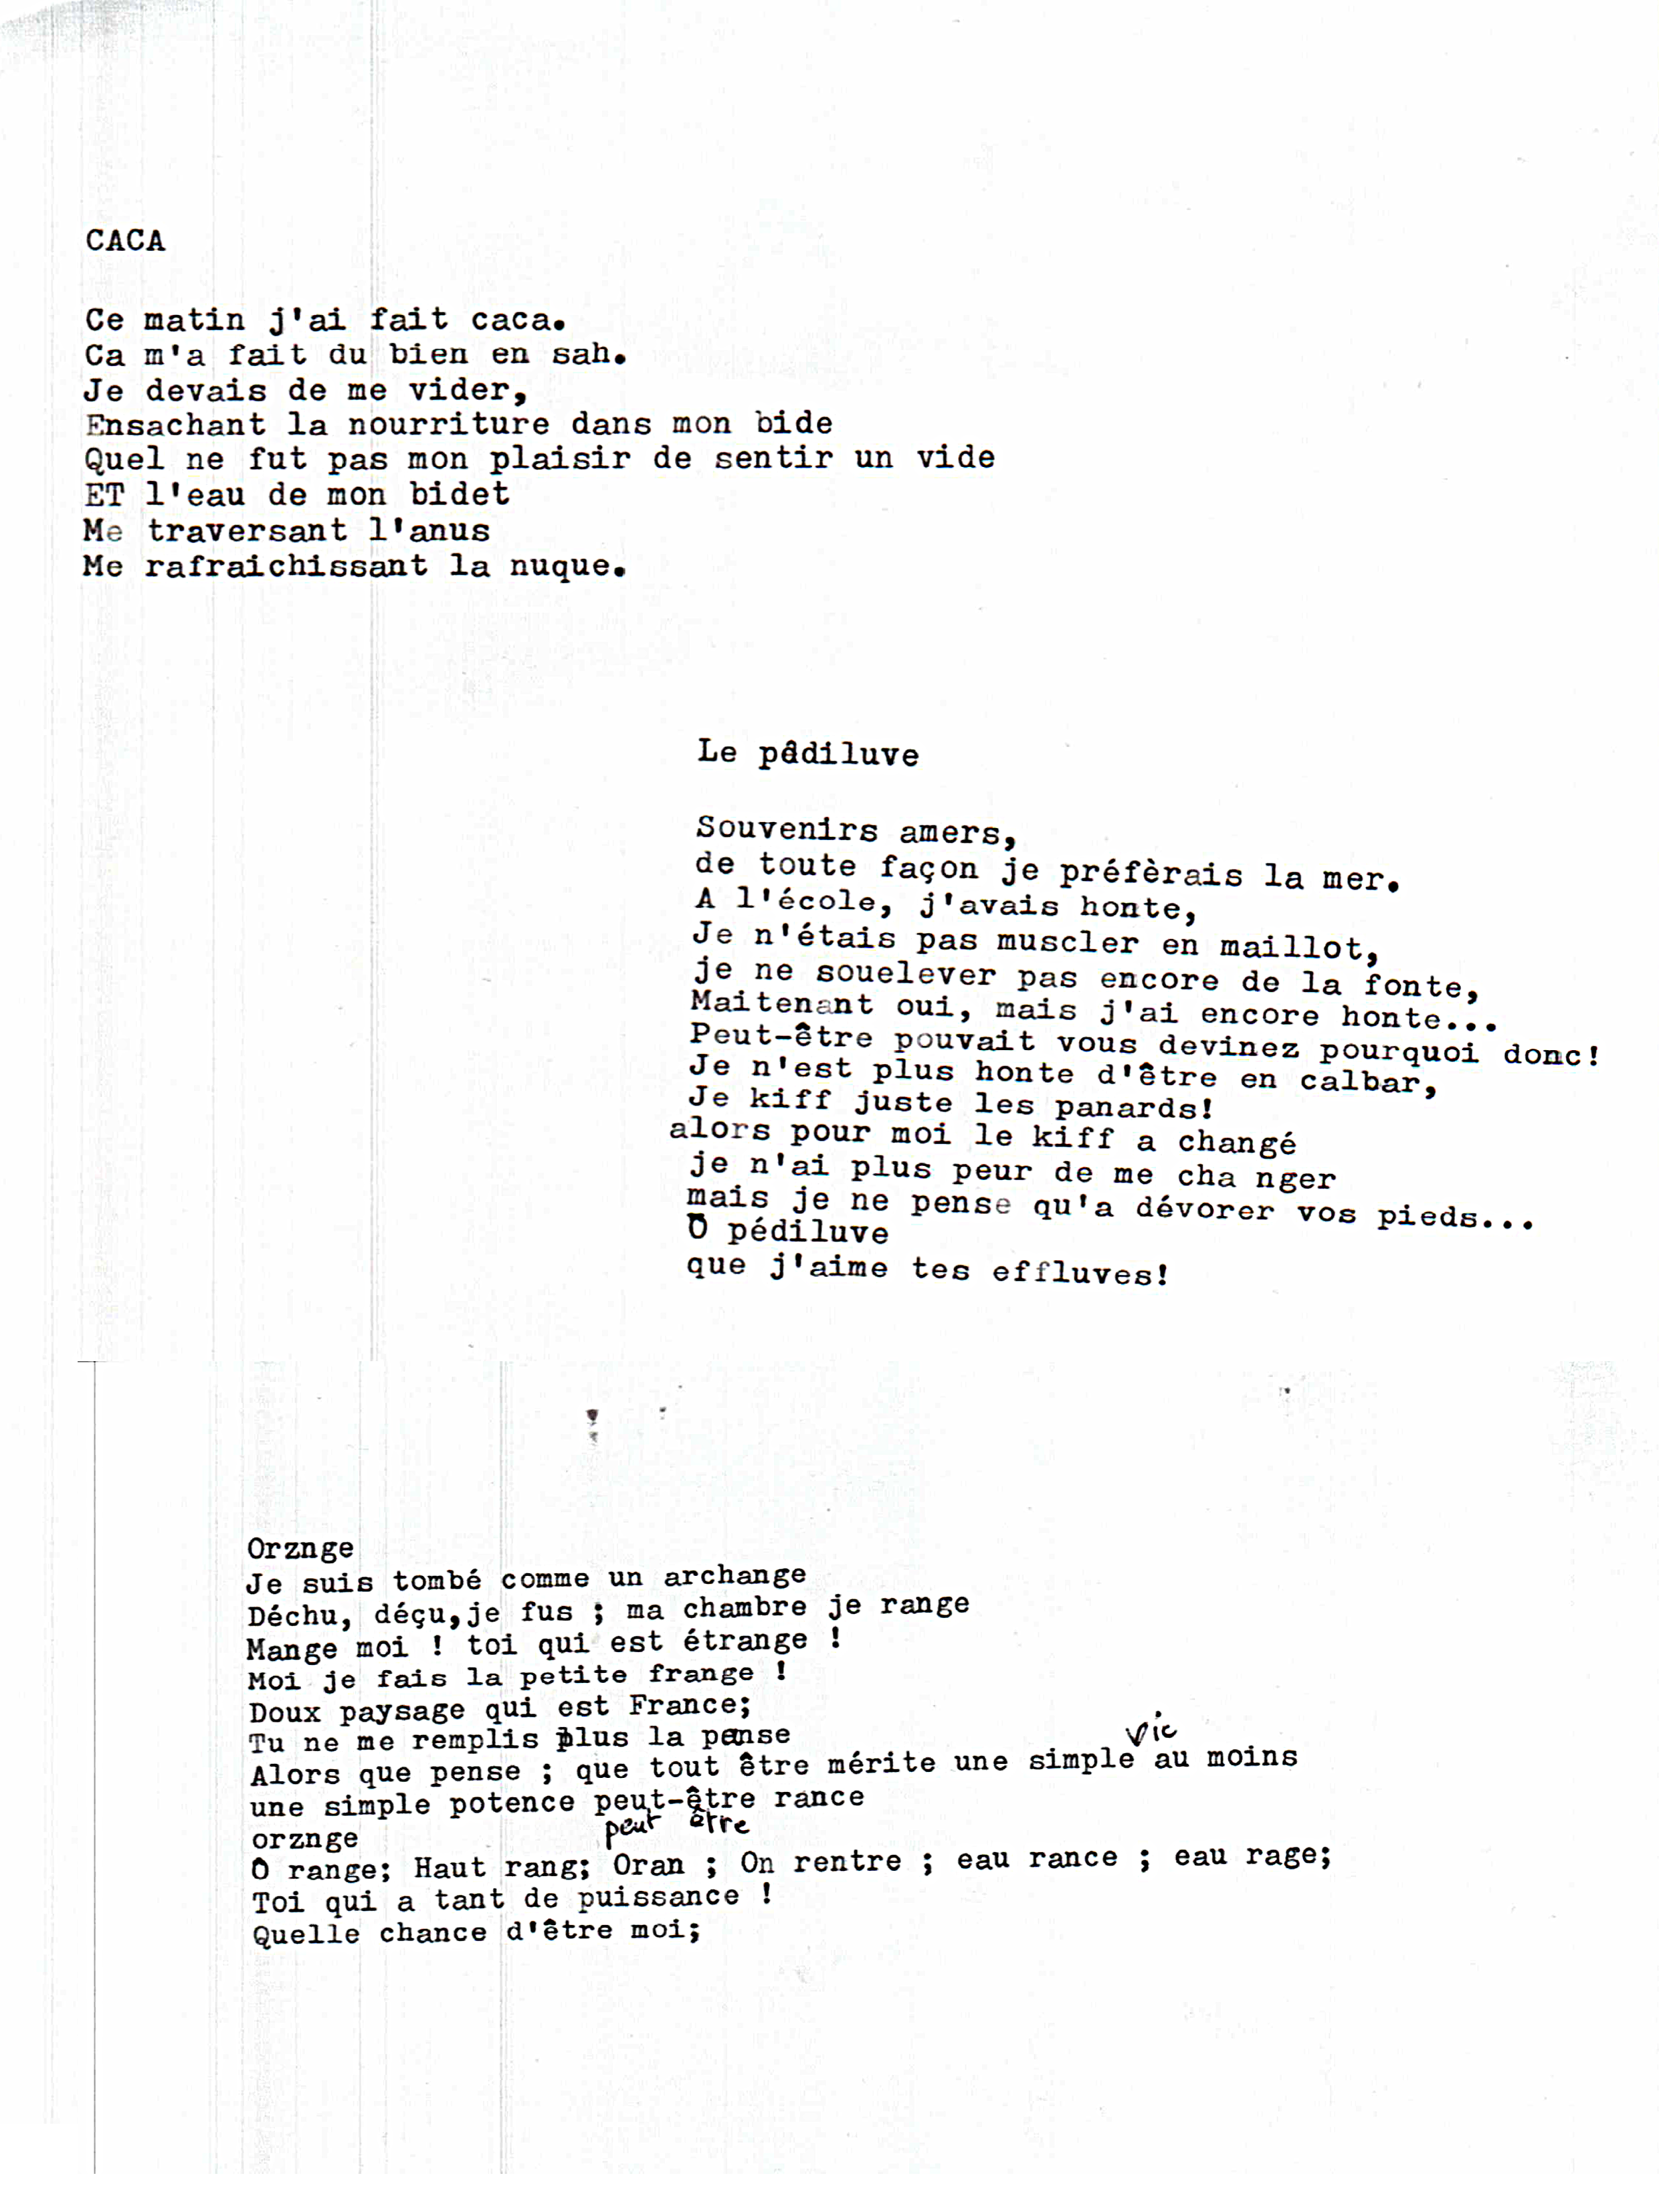 CACA
Ce matin j'ai fait caca.
Ca m'a fait du bien en sah.
Je devais de me vider,
Ensachant la nourriture dans mon bide
Quel ne fut pas mon plaisir de sentir un vide
ET l'eau de mon bidet
Me traversant l'anus
Me rafraichissant la nuque.
Le pédiluve
Souvenirs amers,
de toute façon je préfèrais la mer.
A l'école, j'avais honte,
Je n'étais pas muscler en maillot,
je ne souelever pas encore de la fonte,
Maitenant oui, mais j'ai encore honte...
Peut-être pouvait vous devinez pourquoi donc!
Je n'est plus honte d'être en calbar,
Je kiff juste les panards!
alors pour moi le kiff a changé
je n'ai plus peur de me cha nger
mais je ne pense qu'a dévorer vos pieds...
O pédiluve
que j'aime tes effluves!
Orznge
Je suis tombé comme un archange
Déchu, déçu,je fus ; ma chambre je range
Mange moi ! toi qui est étrange !
Moi je fais la petite frange !
Doux paysage qui est France;
Tu ne me remplis plus la panse
vie
Alors que pense ; que tout être mérite une simple au moins
une simple potence peut-être rance
peut être
orznge
Ô range; Haut rang; Oran ; On rentre ; eau rance ; eau rage;
Toi qui a tant de puissance !
Quelle chance d'être moi;